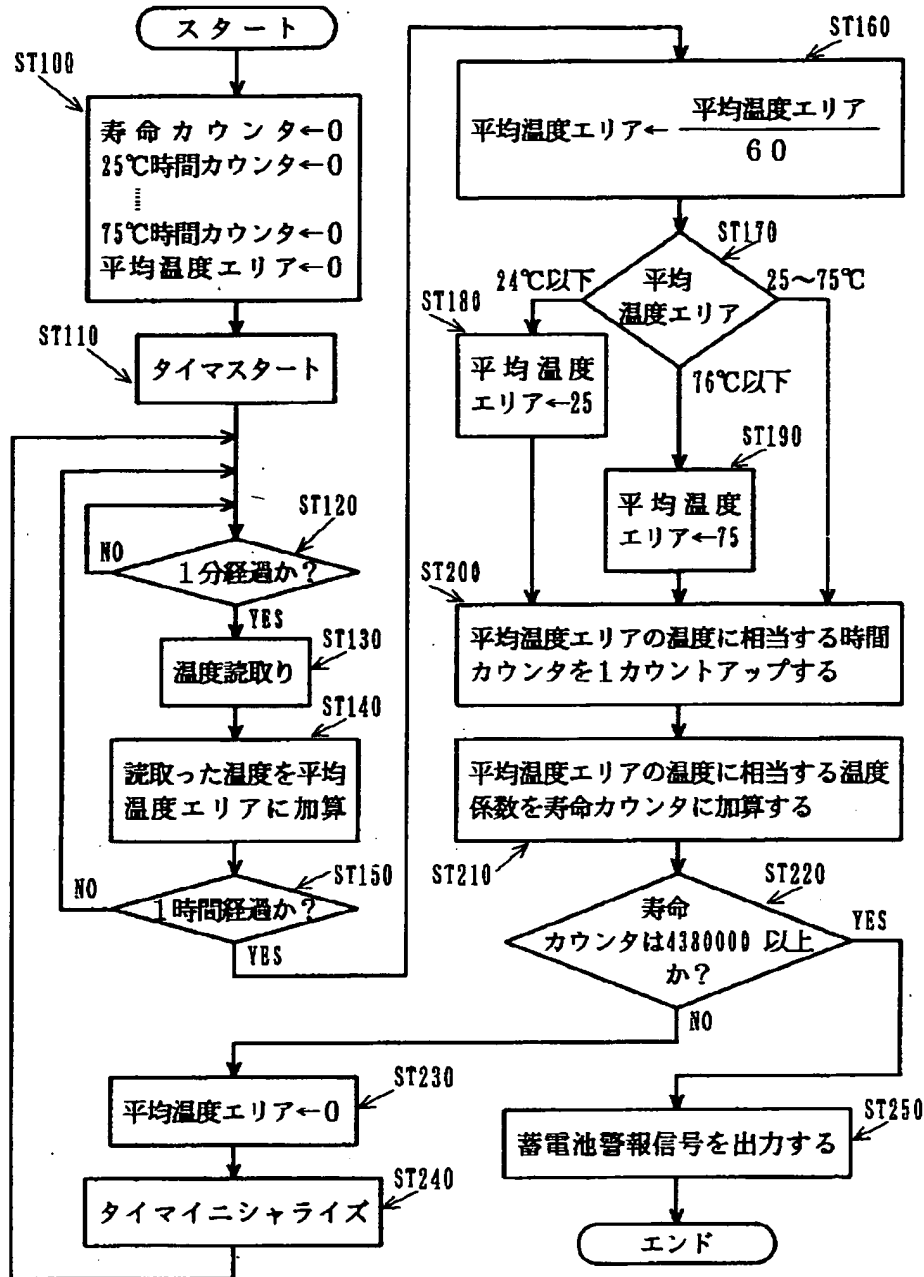 スタート
ST100
寿命カウンタ←0
25℃時間カウンタ←0
75℃時間カウンタ←0
平均温度エリア←0
ST110
タイマスタート
ST120
1分経過か?
NO
YES
ST130
温度読取り
ST140
読取った温度を平均
温度エリアに加算
ST150
1時間経過か?
NO
YES
ST160
平均温度エリア←平均温度エリア
60
ST170
平均
温度エリア
24℃以下
25~75℃
76℃以下
ST180
平均温度
エリア←25
ST190
平均温度
エリア←75
ST200
平均温度エリアの温度に相当する時間
カウンタを1カウントアップする
平均温度エリアの温度に相当する温度
係数を寿命カウンタに加算する
ST210
ST220
寿命
カウンタは4380000 以上
か?
YES
NO
ST230
平均温度エリア←0
ST240
タイマイニシャライズ
ST250
蓄電池警報信号を出力する
エンド